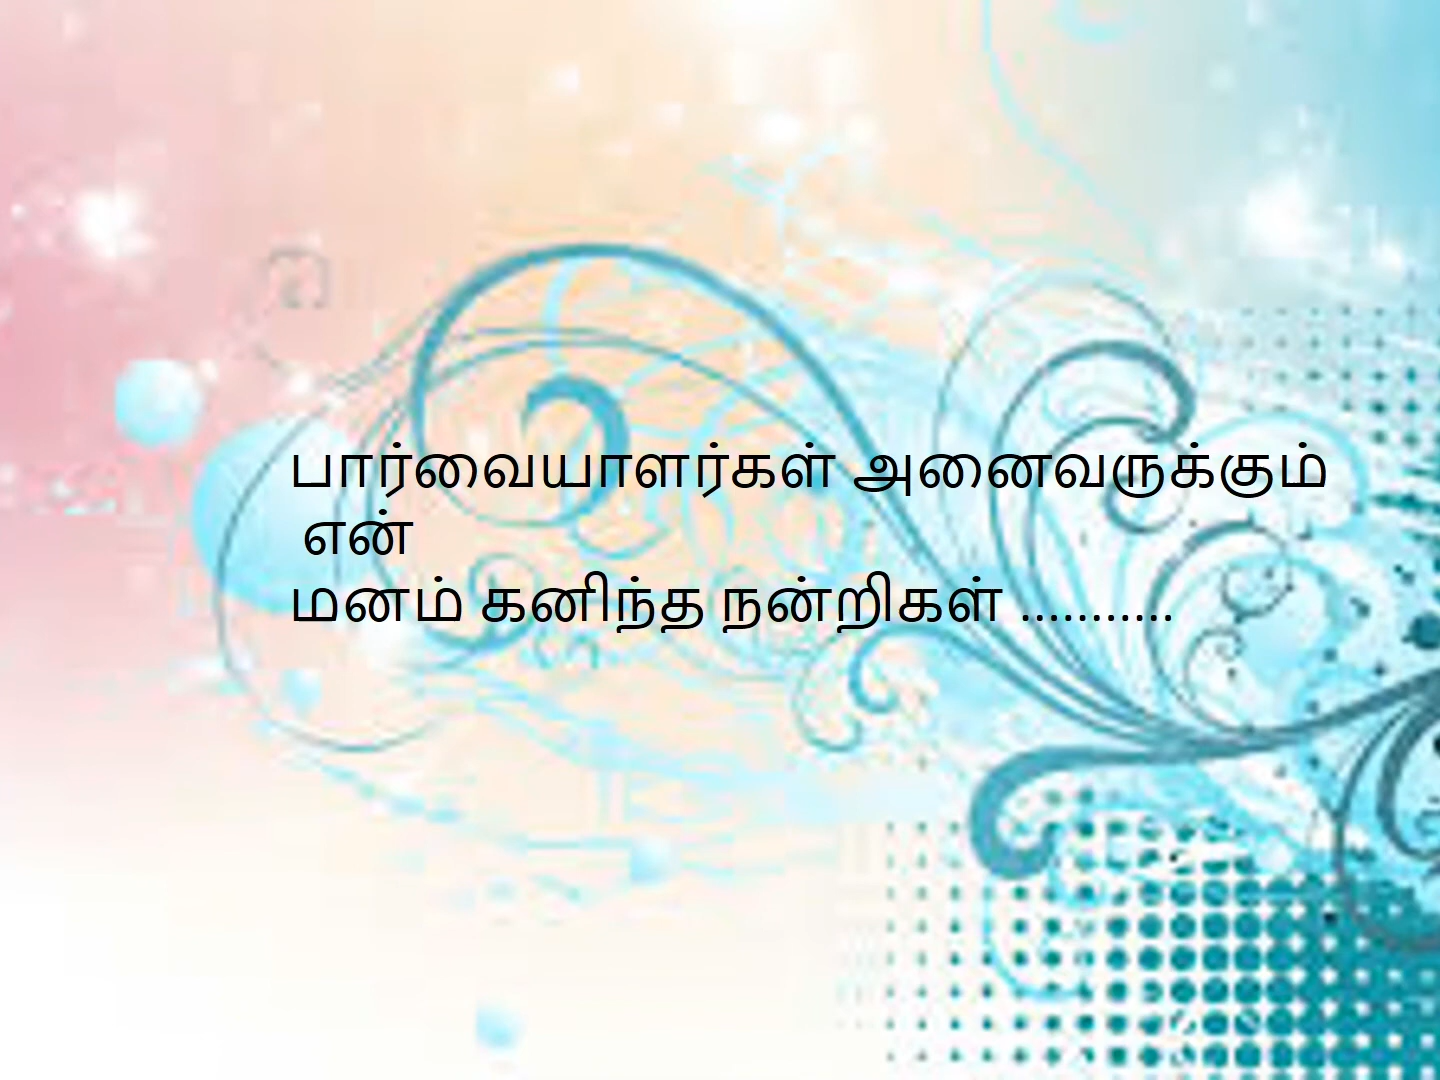 பார்வையாளர்கள் அனைவருக்கும்
என்
மனம் கனிந்த நன்றிகள் ...........